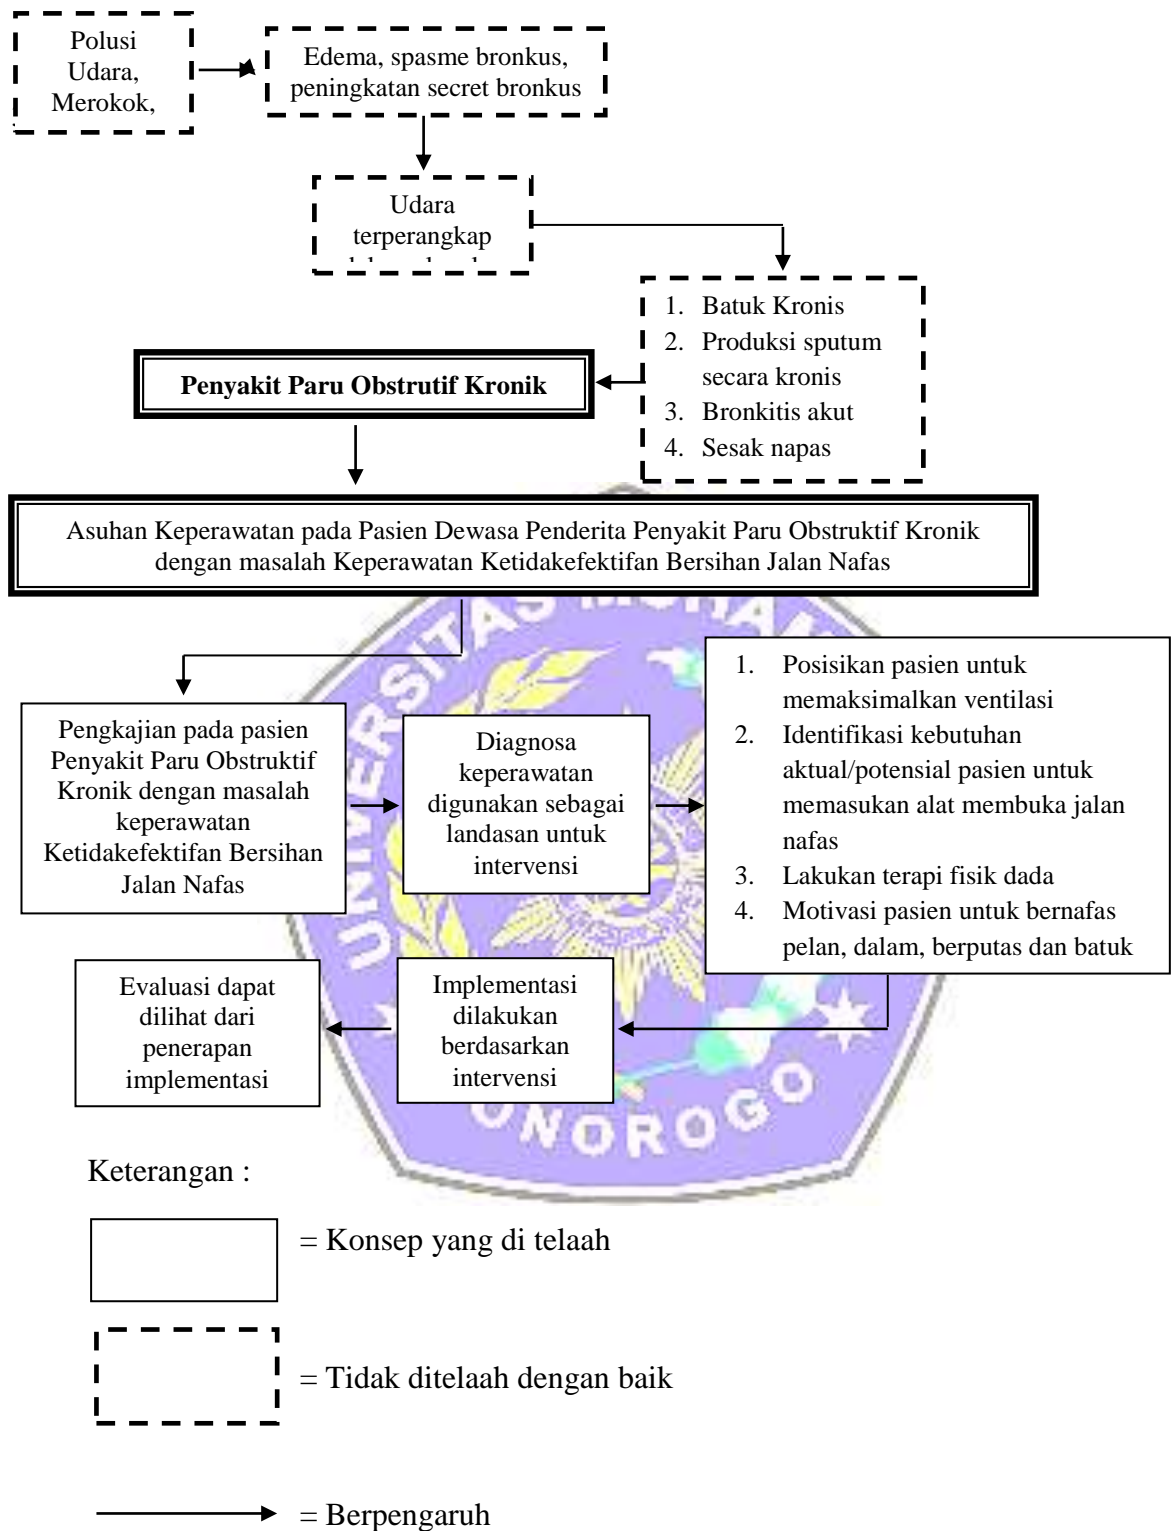 Polusi
Udara,
Merokok,
Edema, spasme bronkus,
peningkatan secret bronkus
Udara
terperangkap
1. Batuk Kronis
2. Produksi sputum
secara kronis
3. Bronkitis akut
4. Sesak napas
Penyakit Paru Obstrutif Kronik
Asuhan Keperawatan pada Pasien Dewasa Penderita Penyakit Paru Obstruktif Kronik
dengan masalah Keperawatan Ketidakefektifan Bersihan Jalan Nafas
Pengkajian pada pasien
Penyakit Paru Obstruktif
Kronik dengan masalah
keperawatan
Ketidakefektifan Bersihan
Jalan Nafas
Diagnosa
keperawatan
digunakan sebagai
landasan untuk
intervensi
1. Posisikan pasien untuk
memaksimalkan ventilasi
2. Identifikasi kebutuhan
aktual/potensial pasien untuk
memasukan alat membuka jalan
nafas
3. Lakukan terapi fisik dada
4. Motivasi pasien untuk bernafas
pelan, dalam, berputas dan batuk
Evaluasi dapat
dilihat dari
penerapan
implementasi
Implementasi
dilakukan
berdasarkan
intervensi
UNIVERSITAS MUHAM
ONOROGO
Keterangan :
= Konsep yang di telaah
= Tidak ditelaah dengan baik
= Berpengaruh